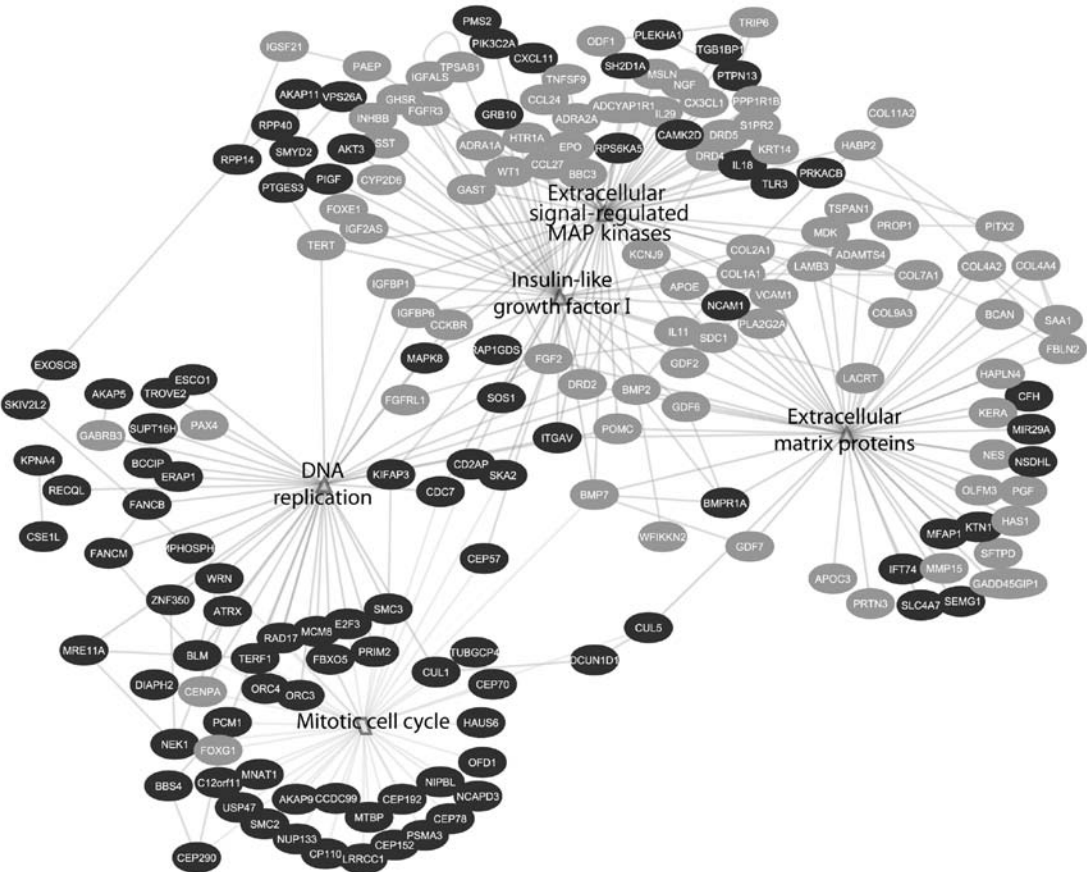 PMS2
PIK3C2A
CXCL11
PLEKHA1
TRIP6
ODF1
ITGB1BP1
IGSF21
PAEP
TPSAB1
IGFALS
SH2D1A
MSLN
NGF
PTPN13
TNFSF9
AKAP11
VPS26A
GHSR
FGFR3
CCL24
ADCYAP1R1
CX3CL1
PPP1R1B
COL11A2
INHBB
GRB10
ADRA2A
IL29
S1PR2
RPP40
AKT3
SST
ADRA1A
HTR1A
EPO
RPS6KA5
CAMK2D
DRD5
KRT14
HABP2
RPP14
SMYD2
WT1
CCL27
BBC3
DRD4
IL18
TLR3
PRKACB
PTGES3
PIGF
CYP2D6
GAST
Extracellular
signal-regulated
MAP kinases
FOXE1
IGF2AS
TERT
TSPAN1
MDK
PROP1
PITX2
KCNJ9
COL2A1
ADAMTS4
LAMB3
COL4A2
COL4A4
Insulin-like
growth factor I
IGFBP1
APOE
COL1A1
COL7A1
VCAM1
NCAM1
IGFBP6
CCKBR
PLA2G2A
COL9A3
BCAN
SAA1
IL11
SDC1
MAPK8
RAP1GDS
FGF2
GDF2
FBLN2
EXOSC8
DRD2
BMP2
LACRT
HAPLN4
ESCO1
AKAP5
TROVE2
FGFRL1
SOS1
GDF6
CFH
SKIV2L2
KERA
SUPT16H
PAX4
GABRB3
ITGAV
POMC
Extracellular
matrix proteins
MIR29A
KPNA4
BCCIP
ERAP1
DNA
replication
KIFAP3
CD2AP
SKA2
NES
NSDHL
RECQL
CDC7
BMP7
BMPR1A
OLFM3
PGF
FANCB
HAS1
CSE1L
FANCM
MPHOSPH
WFIKKN2
GDF7
MFAP1
KTN1
CEP57
SFTPD
WRN
APOC3
IFT74
MMP15
GADD45GIP1
ZNF350
ATRX
SMC3
PRTN3
SLC4A7
SEMG1
MRE11A
RAD17
MCM8
E2F3
CUL5
BLM
TERF1
FBXO5
PRIM2
TUBGCP4
DCUN1D1
CUL1
DIAPH2
CENPA
ORC4
ORC3
CEP70
PCM1
Mitotic cell cycle
HAUS6
NEK1
FOXG1
OFD1
BBS4
C12orf11
MNAT1
NIPBL
NCAPD3
USP47
AKAP9
CCDC99
CEP192
SMC2
MTBP
CEP78
NUP133
PSMA3
CEP290
CP110
LRRCC1
CEP152